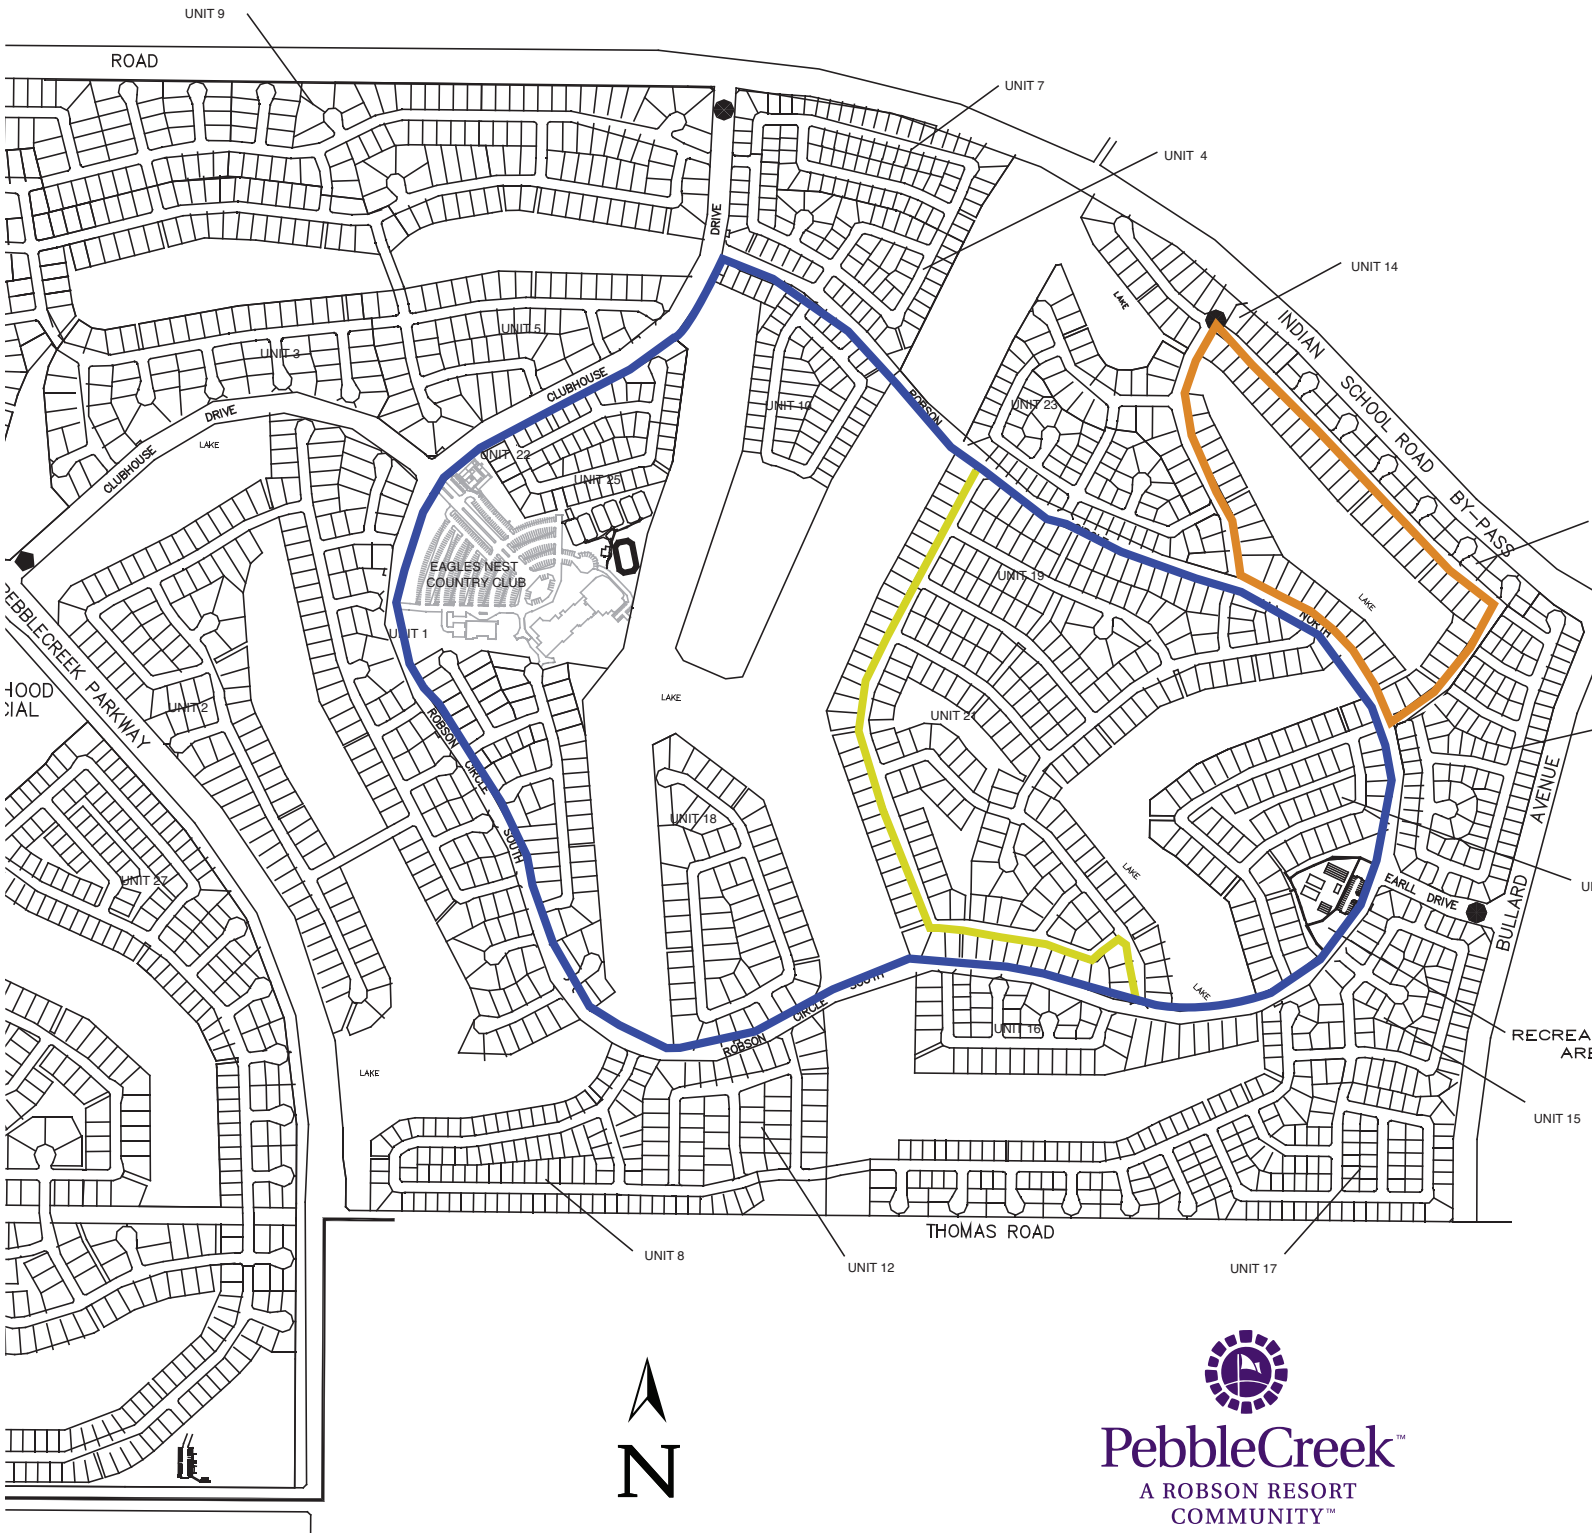 UNIT 9
ROAD
UNIT 7
UNIT 4
DRIVE
UNIT 14
LAKE
INDIAN
SCHOOL ROAD
BY-PASS
UNIT 5
UNIT 3
CLUBHOUSE
DRIVE
LAKE
CLUBHOUSE
UNIT 10
ROBSON
UNIT 23
UNIT 22
UNIT 25
CIRCLE
EAGLES NEST
COUNTRY CLUB
UNIT 19
LAKE
NORTH
UNIT 1
PEBBLECREEK PARKWAY
HOOD
CIAL
UNIT 2
LAKE
UNIT 21
ROBSON
CIRCLE
SOUTH
UNIT 18
AVENUE
BULLARD
UNIT 27
LAKE
EARLL
DRIVE
UN
SOUTH
CIRCLE
ROBSON
LAKE
UNIT 16
RECREA
ARE
LAKE
UNIT 15
THOMAS ROAD
UNIT 8
UNIT 12
UNIT 17
N
PebbleCreek™
A ROBSON RESORT
COMMUNITY™